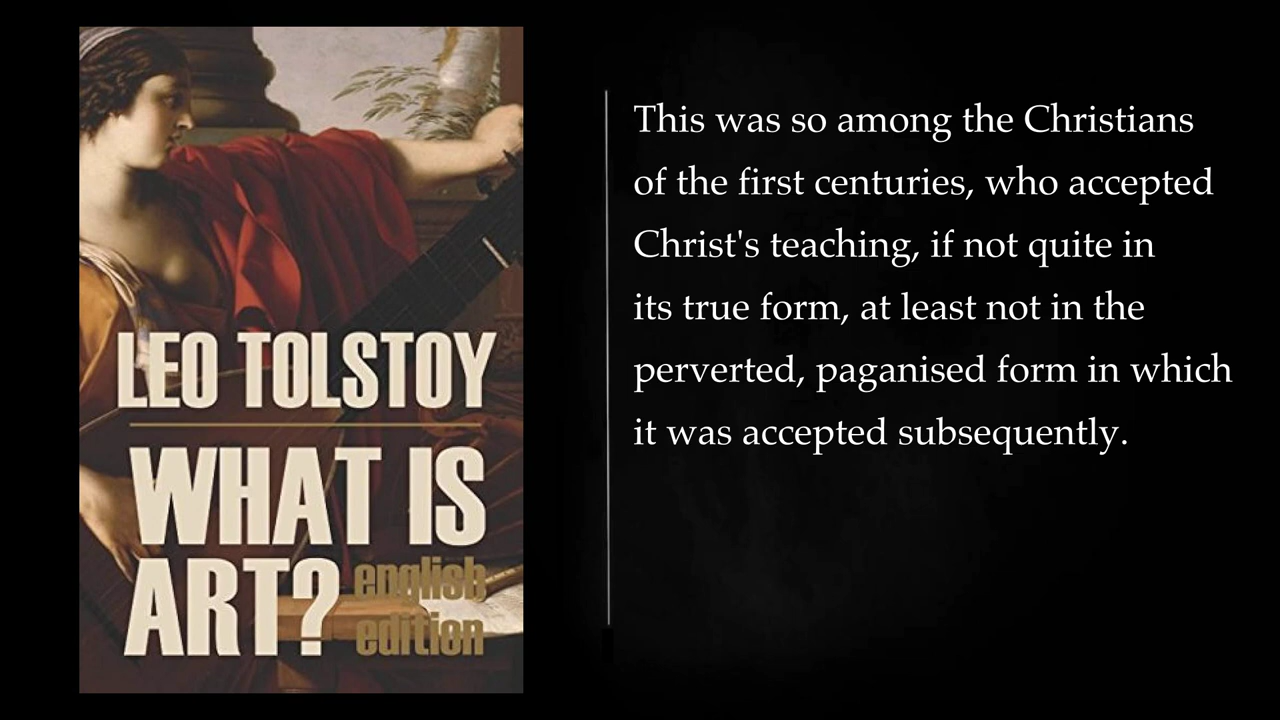 LEO TOLSTOY
WHAT IS
ART?
english
edition
This was so among the Christians
of the first centuries, who accepted
Christ's teaching, if not quite in
its true form, at least not in the
perverted, paganised form in which
it was accepted subsequently.